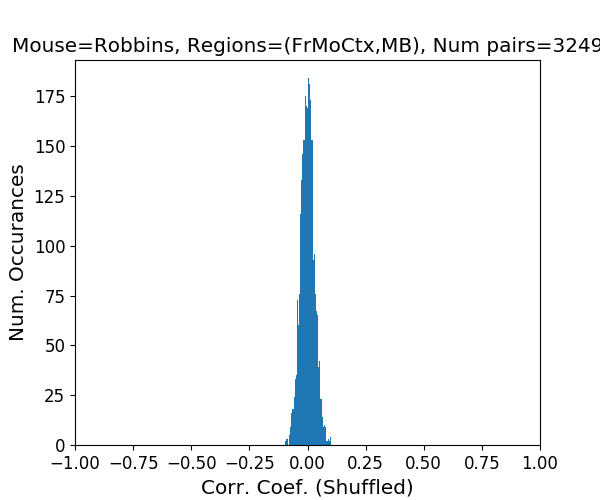 Mouse=Robbins, Regions=(FrMoCtx,MB), Num pairs=3249
Num. Occurances
175
150
125
100
75
50
25
0
−1.00 −0.75 −0.50 −0.25 0.00 0.25 0.50 0.75 1.00
Corr. Coef. (Shuffled)